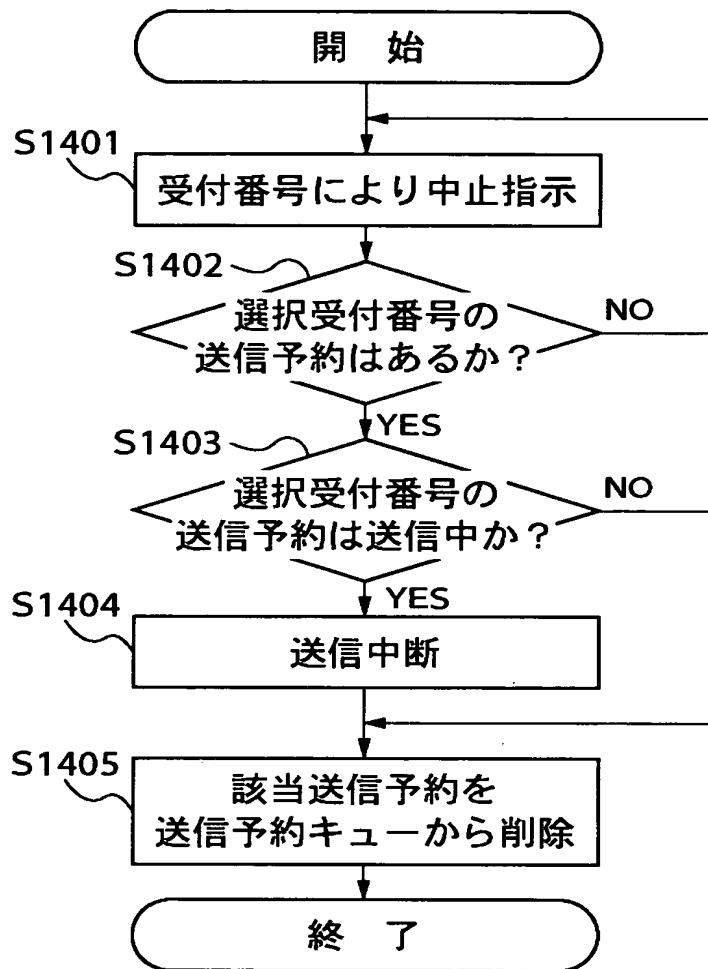 開 始
S1401
受付番号により中止指示
S1402
選択受付番号の
送信予約はあるか?
NO
YES
S1403
選択受付番号の
送信予約は送信中か?
NO
YES
S1404
送信中断
S1405
該当送信予約を
送信予約キューから削除
終 了